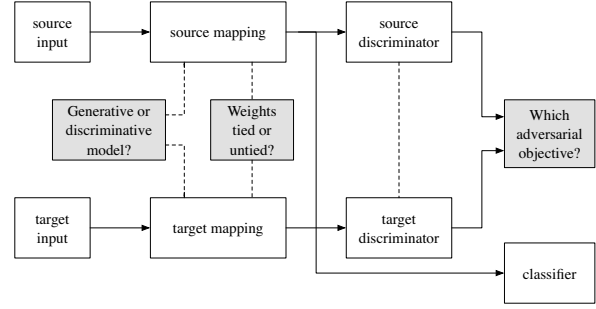 source
input
source mapping
source
discriminator
Generative or
discriminative
model?
Weights
tied or
untied?
Which
adversarial
objective?
target
input
target mapping
target
discriminator
classifier